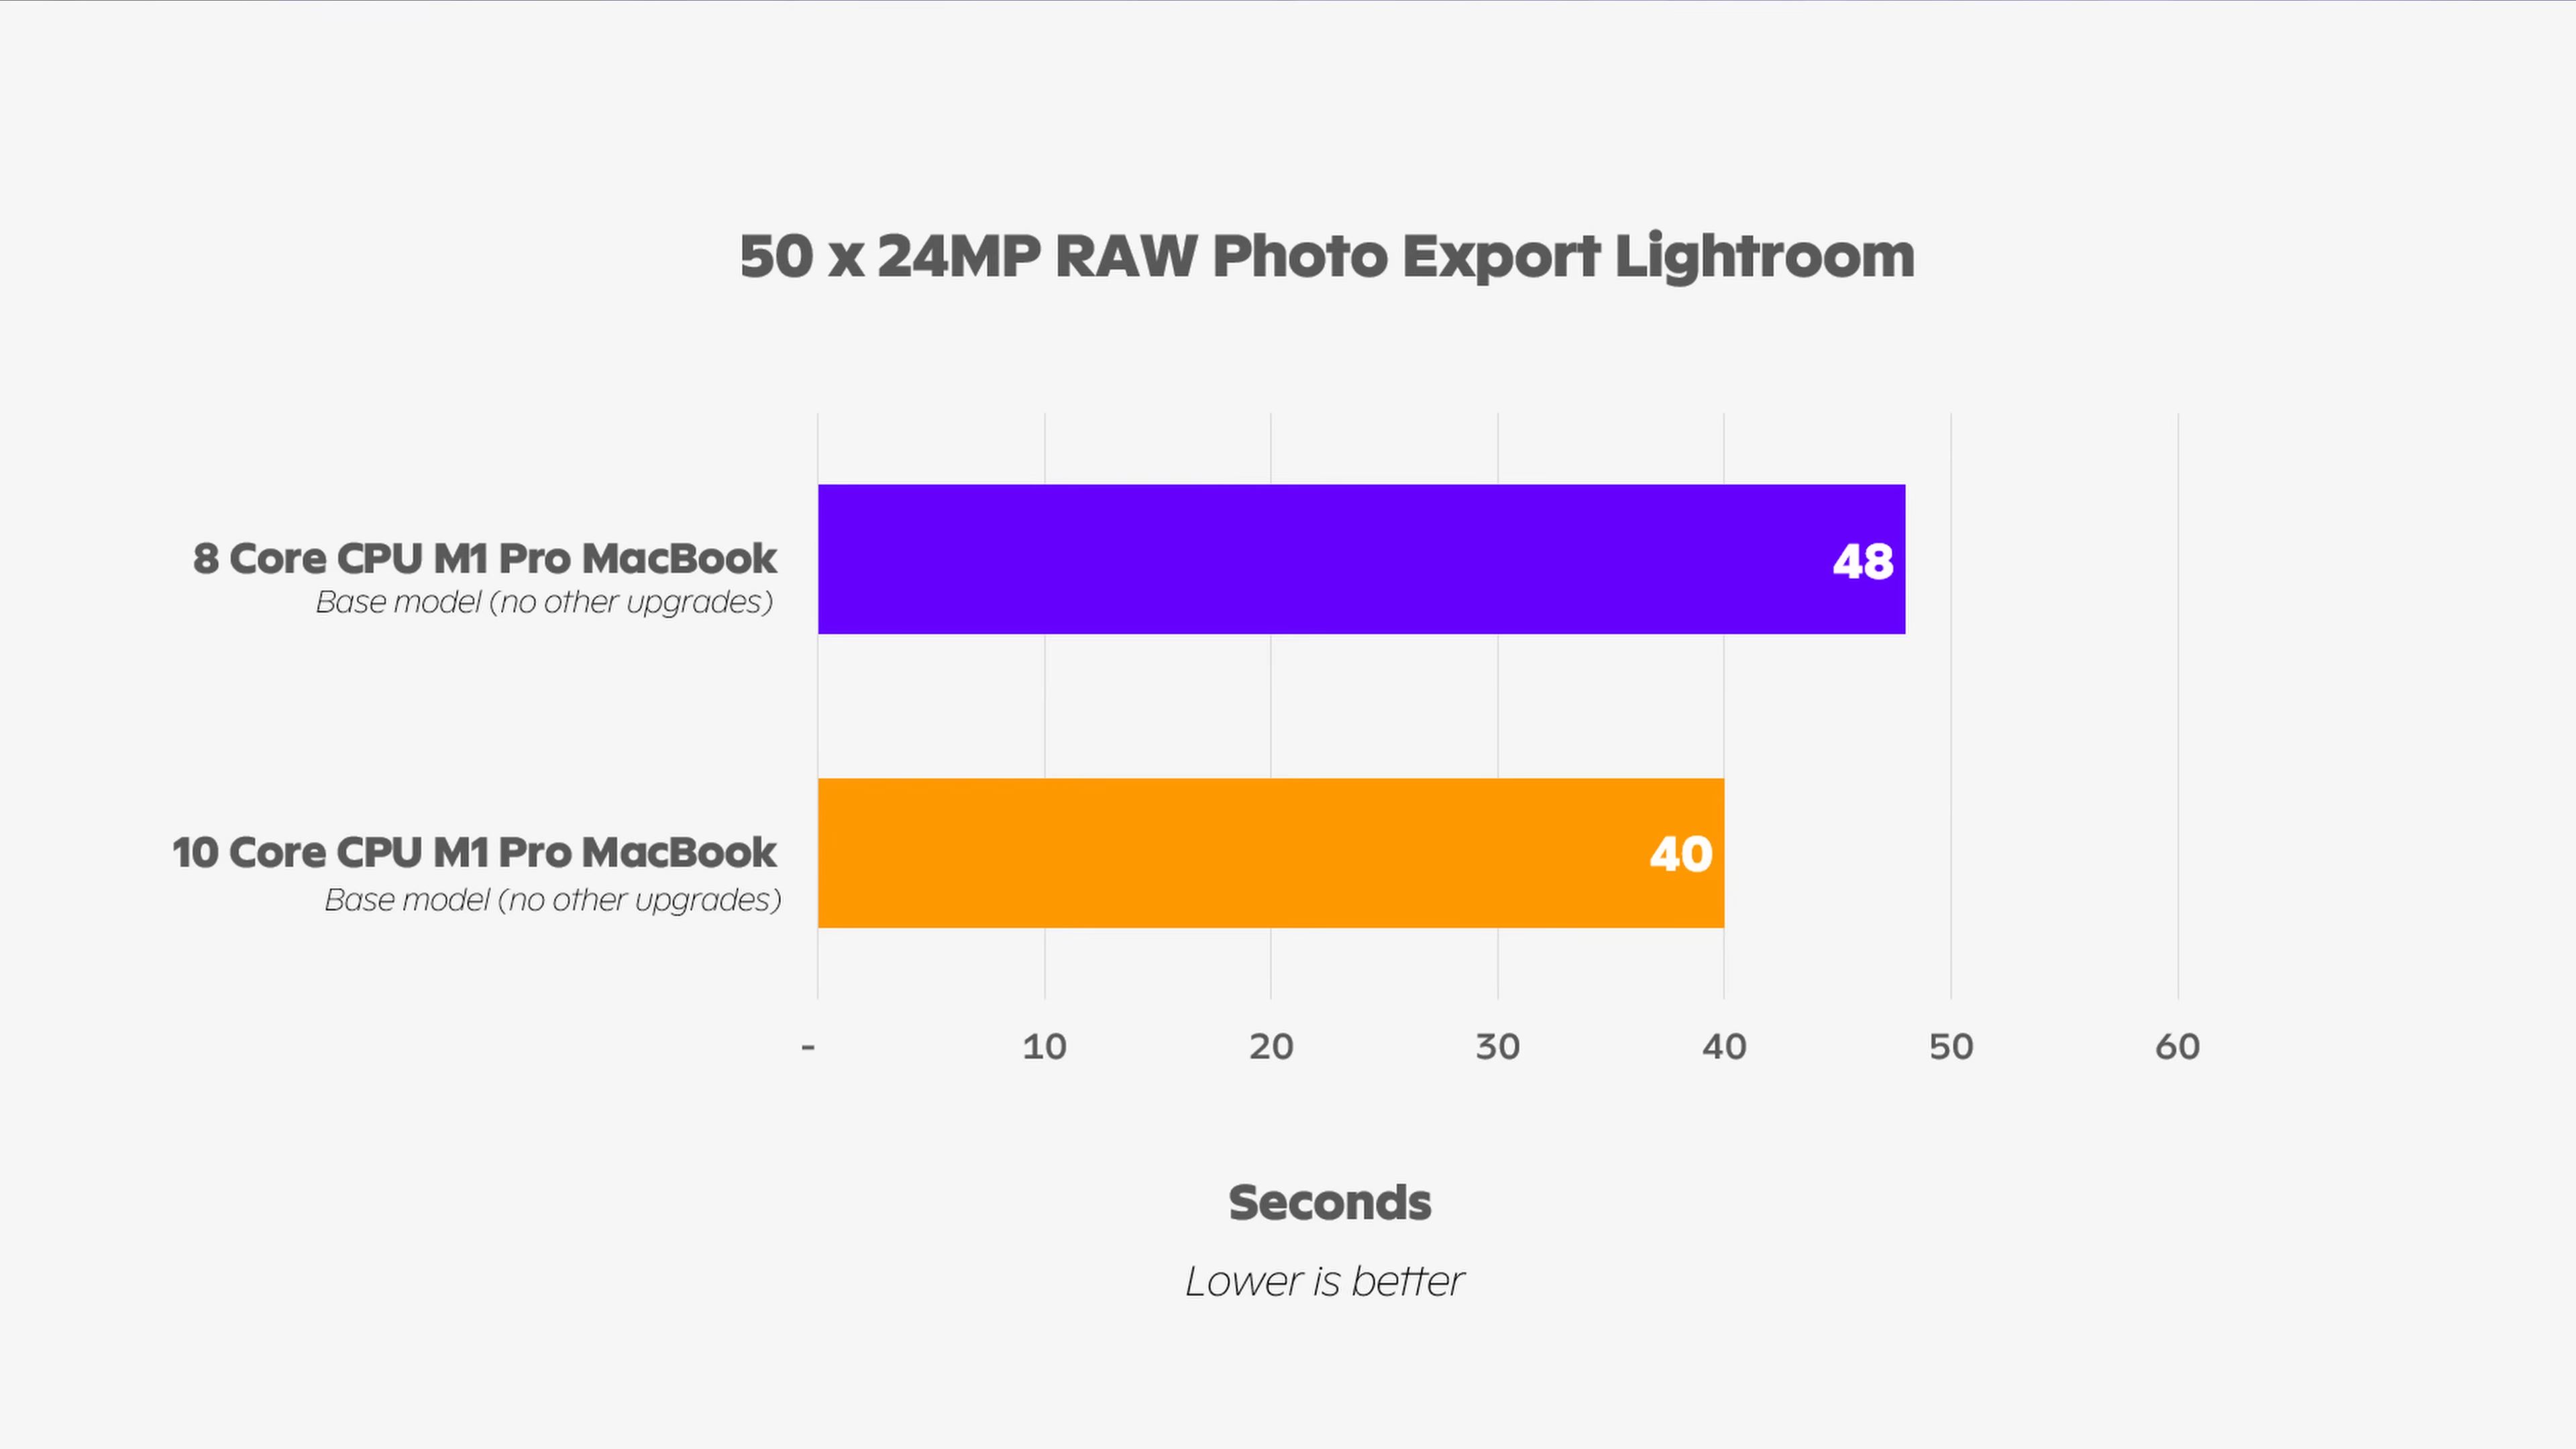 50 x 24MP RAW Photo Export Lightroom
8 Core CPU M1 Pro MacBook
Base model (no other upgrades)
48
10 Core CPU M1 Pro MacBook
Base model (no other upgrades)
40
- 10 20 30 40 50 60
Seconds
Lower is better